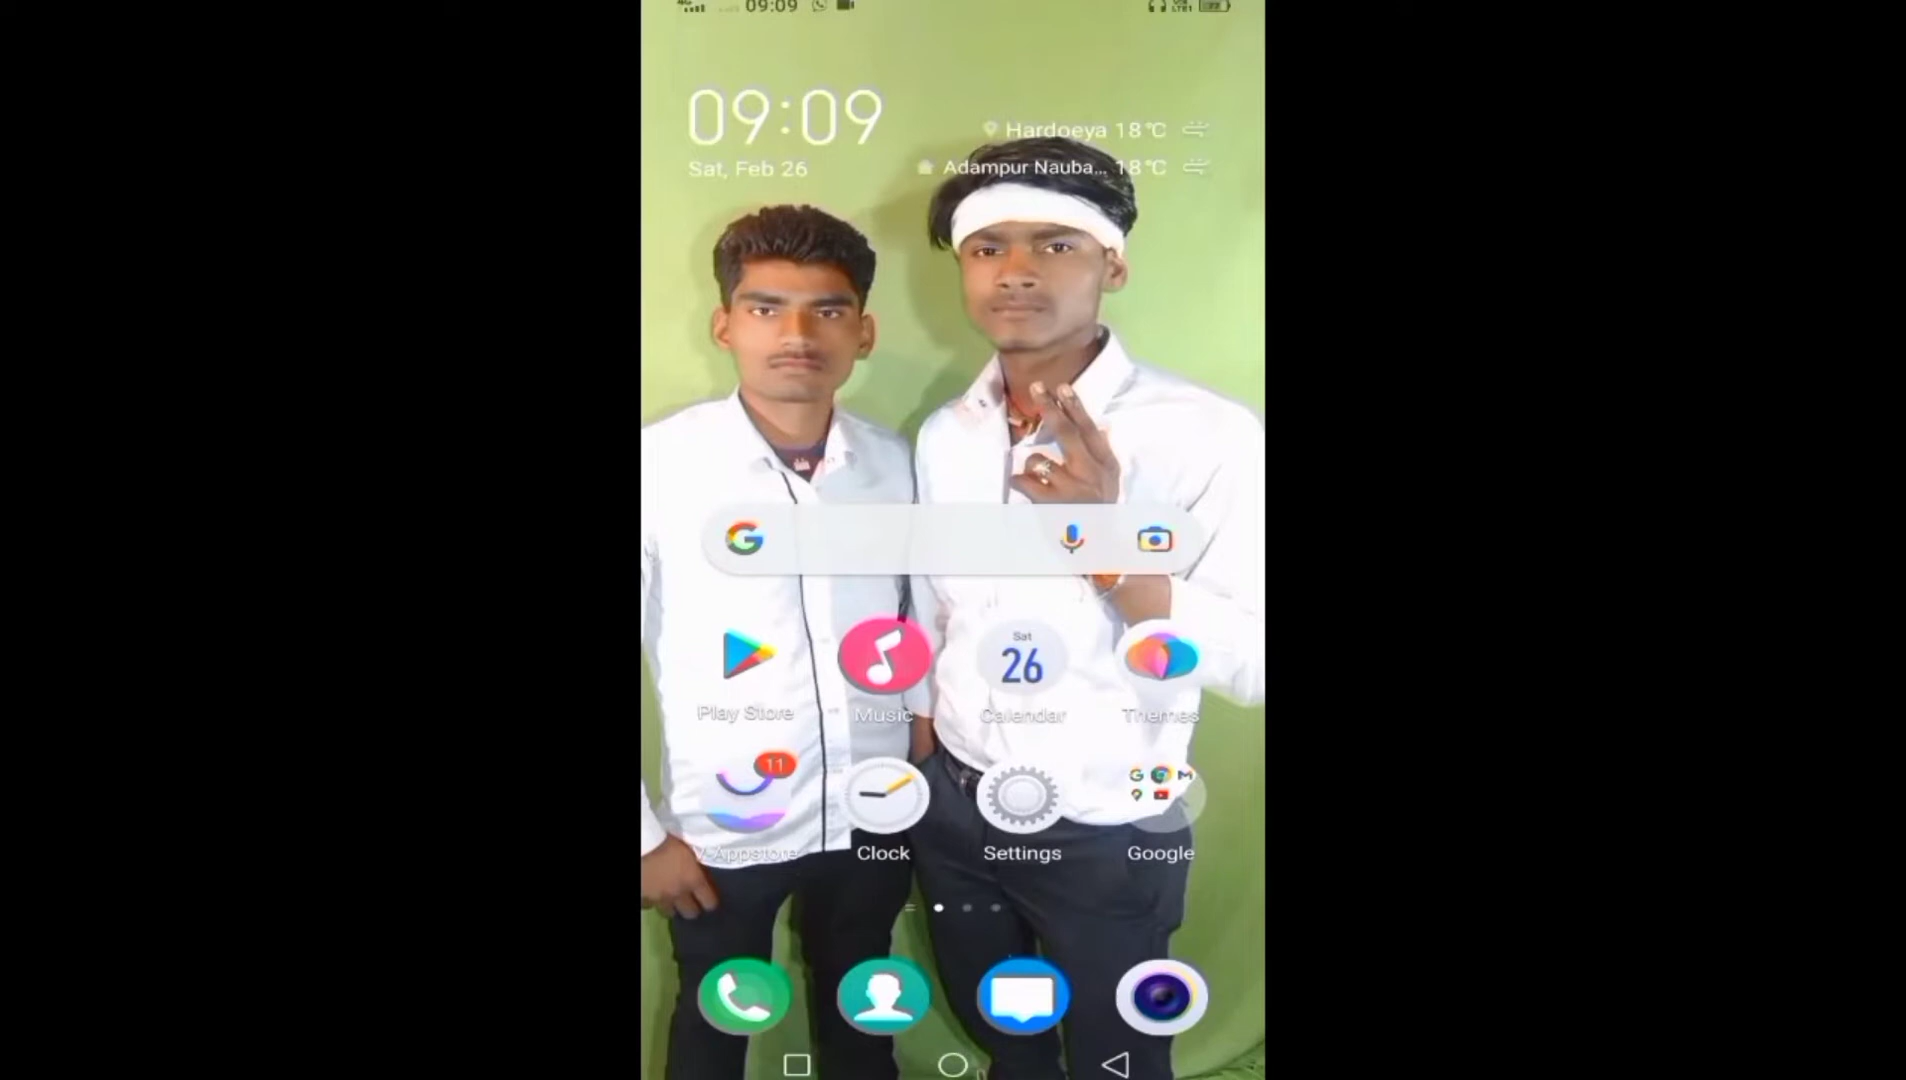 4G 09:09
09:09
Hardoeya 18°C
Sat, Feb 26
Adampur Nauba... 18°C
G
Sat
26
Play Store Music Calendar Themes
11
V-Appstore Clock Settings Google